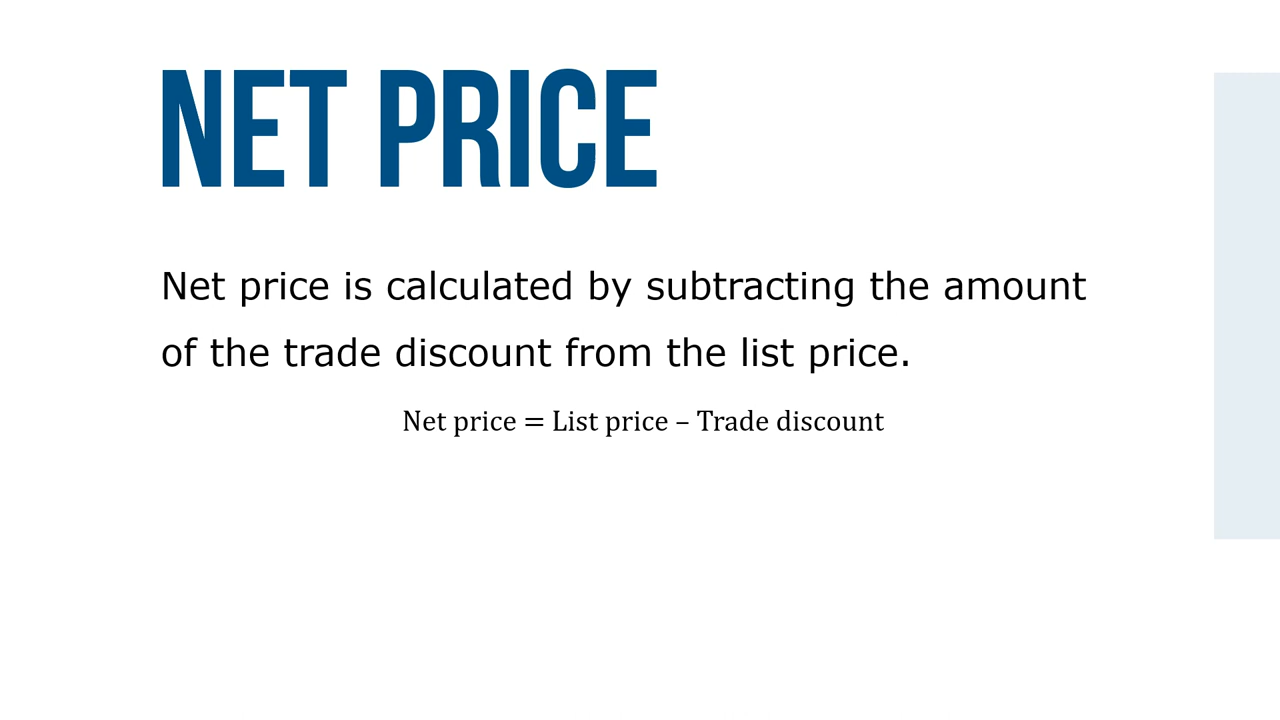 NET PRICE
Net price is calculated by subtracting the amount
of the trade discount from the list price.
Net price = List price – Trade discount